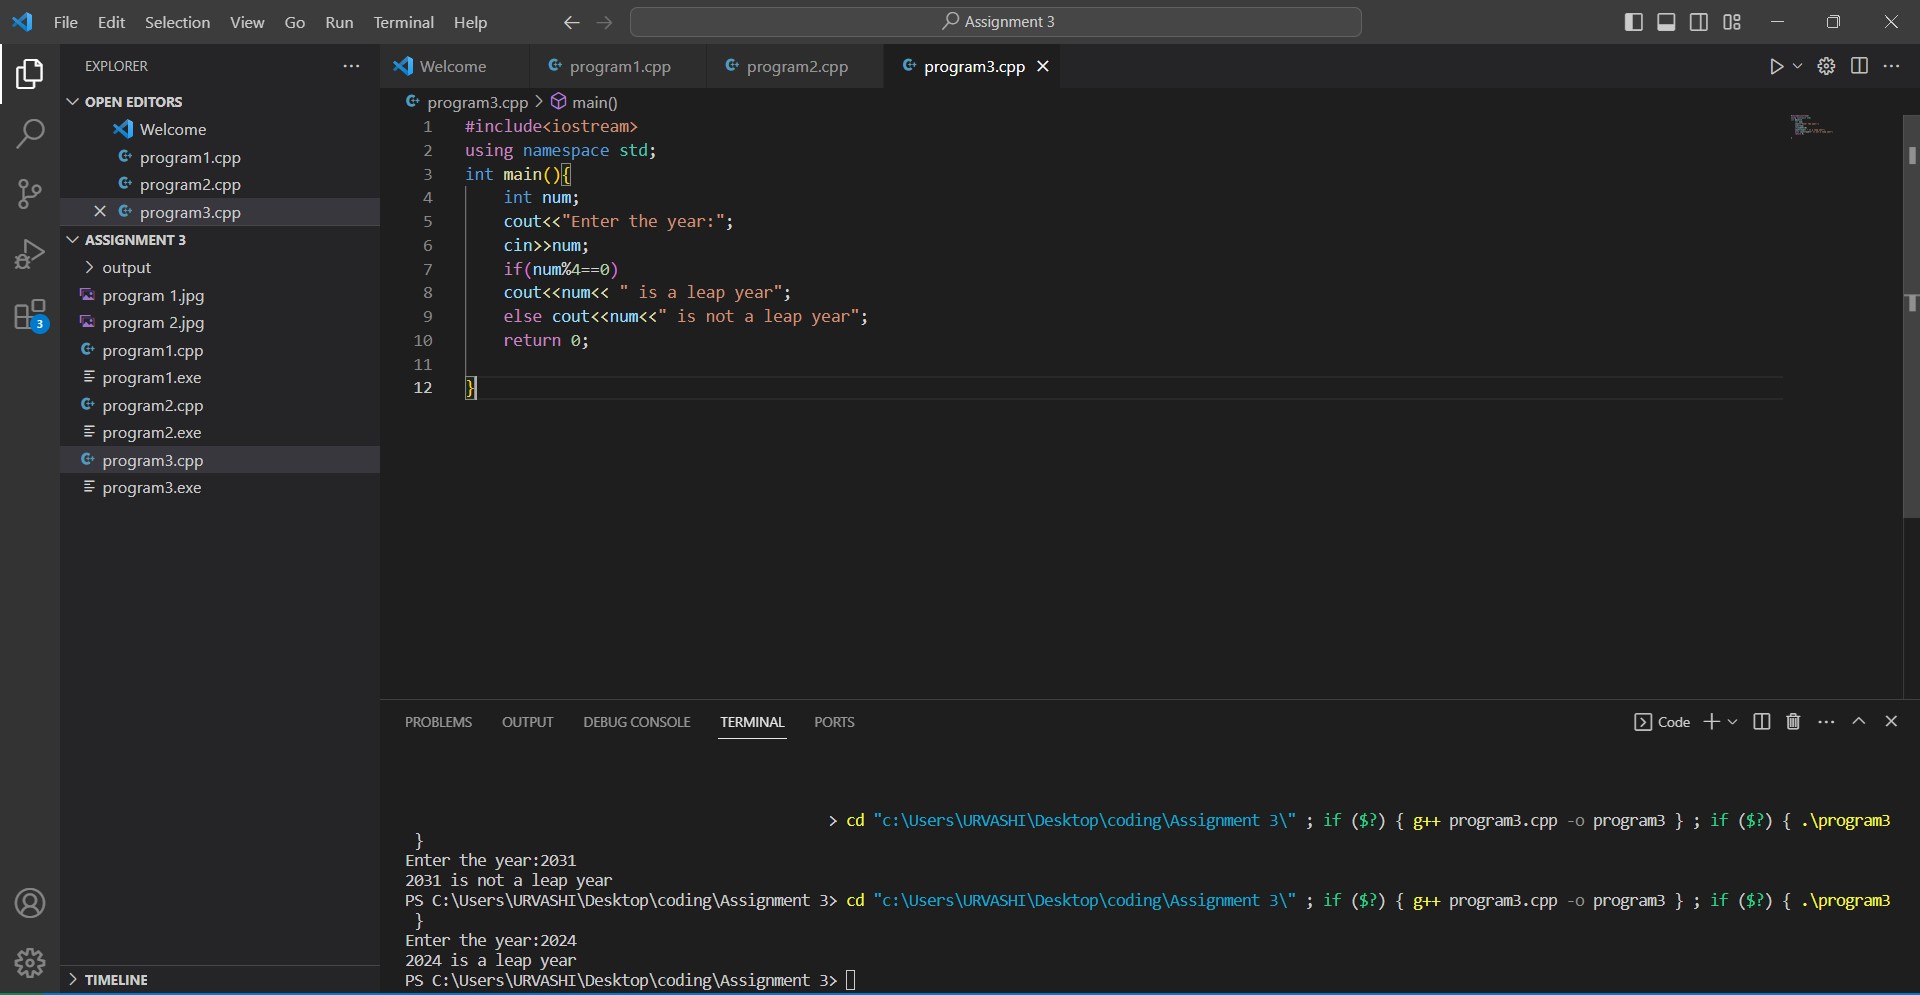 File Edit Selection View Go Run Terminal Help
Assignment 3
EXPLORER
OPEN EDITORS
Welcome
program1.cpp
program2.cpp
program3.cpp
ASSIGNMENT 3
output
program 1.jpg
program 2.jpg
program1.cpp
program1.exe
program2.cpp
program2.exe
program3.cpp
program3.exe
TIMELINE
3
Welcome program1.cpp program2.cpp program3.cpp
program3.cpp > main()
1 #include<iostream>
2 using namespace std;
3 int main(){
4 int num;
5 cout<<"Enter the year:";
6 cin>>num;
7 if(num%4==0)
8 cout<<num<< " is a leap year";
9 else cout<<num<<" is not a leap year";
10 return 0;
11
12 }
PROBLEMS OUTPUT DEBUG CONSOLE TERMINAL PORTS
Code
> cd "c:\Users\URVASHI\Desktop\coding\Assignment 3\" ; if ($?) { g++ program3.cpp -o program3 } ; if ($?) { .\program3
}
Enter the year:2031
2031 is not a leap year
PS C:\Users\URVASHI\Desktop\coding\Assignment 3> cd "c:\Users\URVASHI\Desktop\coding\Assignment 3\" ; if ($?) { g++ program3.cpp -o program3 } ; if ($?) { .\program3
}
Enter the year:2024
2024 is a leap year
PS C:\Users\URVASHI\Desktop\coding\Assignment 3>